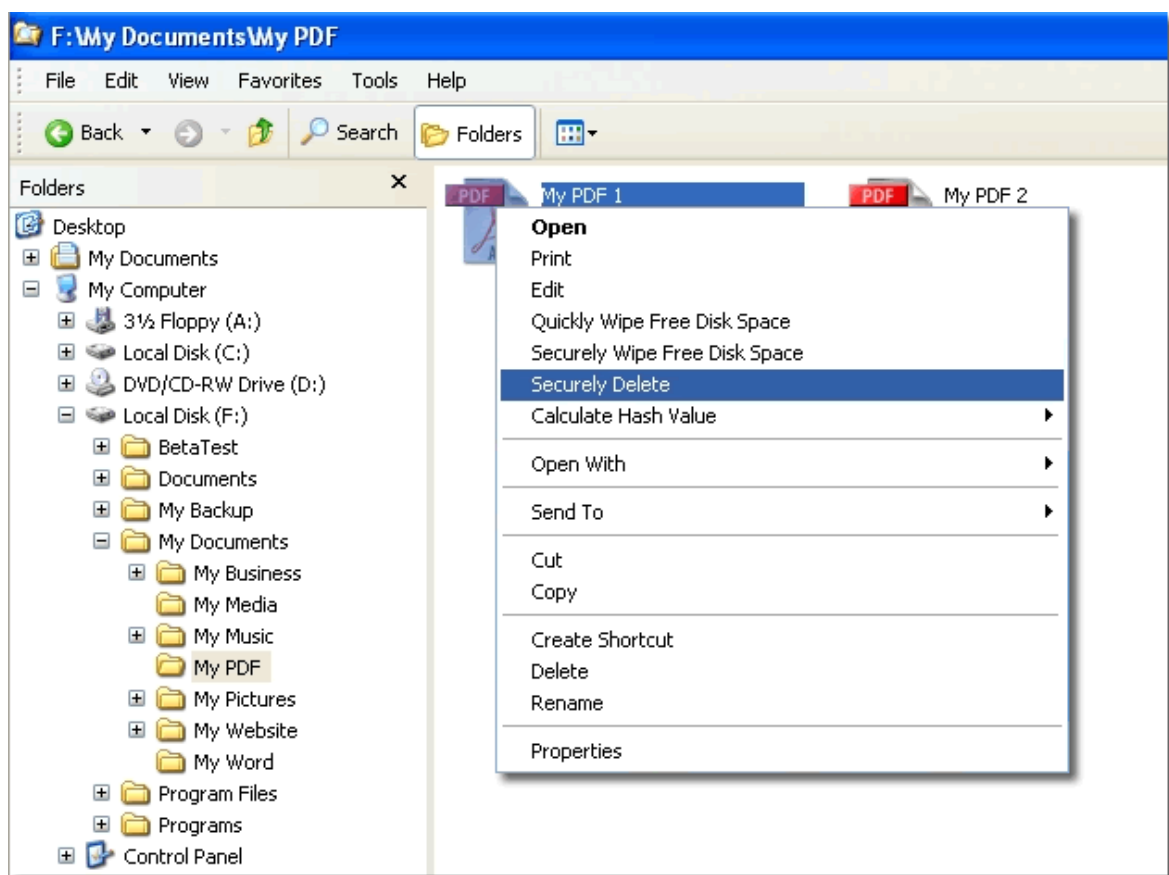 F:\My Documents\My PDF
File Edit View Favorites Tools Help
Back Search Folders
Folders
Desktop
My Documents
My Computer
3½ Floppy (A:)
Local Disk (C:)
DVD/CD-RW Drive (D:)
Local Disk (F:)
BetaTest
Documents
My Backup
My Documents
My Business
My Media
My Music
My PDF
My Pictures
My Website
My Word
Program Files
Programs
Control Panel
PDF My PDF 1
PDF My PDF 2
Open
Print
Edit
Quickly Wipe Free Disk Space
Securely Wipe Free Disk Space
Securely Delete
Calculate Hash Value
Open With
Send To
Cut
Copy
Create Shortcut
Delete
Rename
Properties